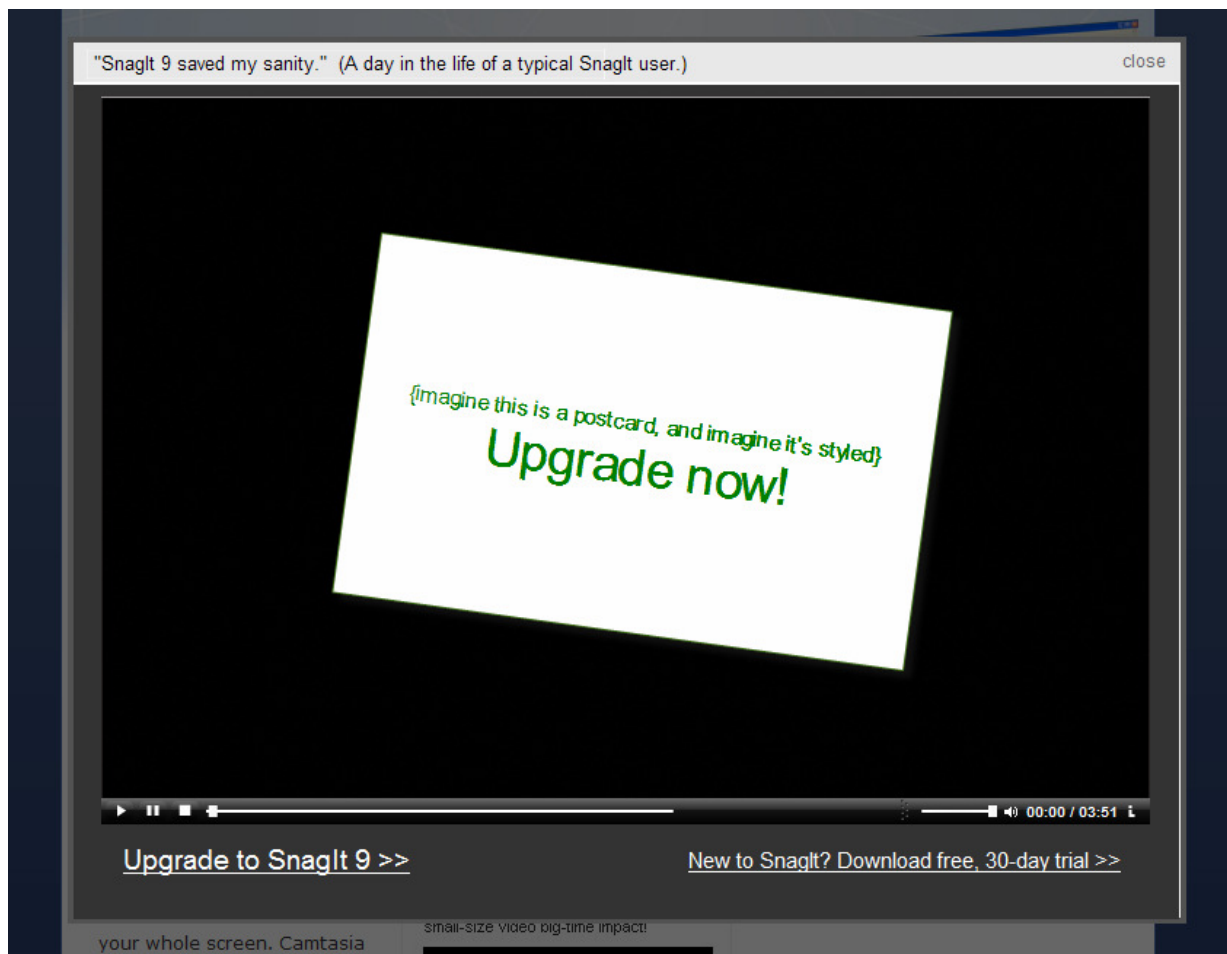 "SnagIt 9 saved my sanity."  (A day in the life of a typical SnagIt user.)
close
{imagine this is a postcard, and imagine it's styled}
Upgrade now!
00:00 / 03:51
Upgrade to SnagIt 9 >>
New to SnagIt? Download free, 30-day trial >>
small-size video big-time impact!
your whole screen. Camtasia